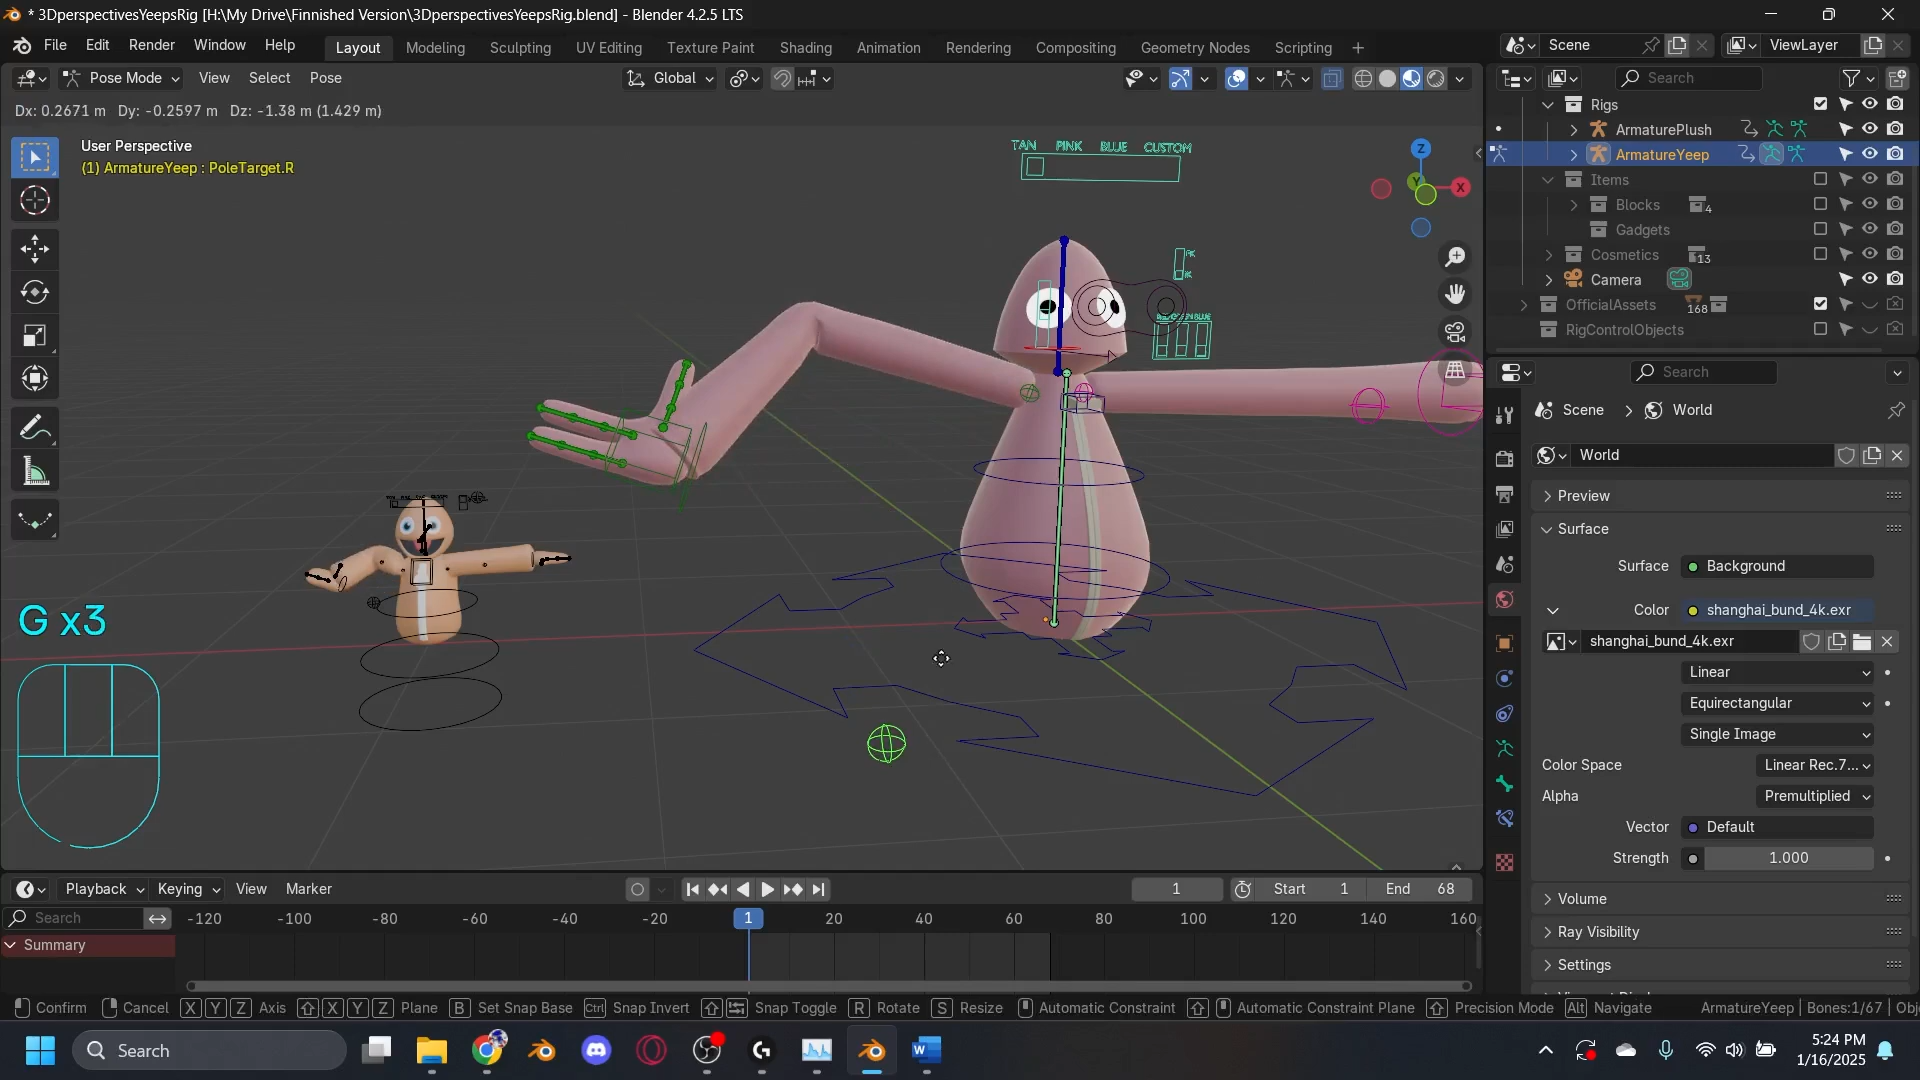 * 3DperspectivesYeepsRig [H:\My Drive\Finnished Version\3DperspectivesYeepsRig.blend] - Blender 4.2.5 LTS
File Edit Render Window Help Layout Modeling Sculpting UV Editing Texture Paint Shading Animation Rendering Compositing Geometry Nodes Scripting + Scene ViewLayer
Pose Mode View Select Pose Global Search
Dx: 0.2671 m Dy: -0.2597 m Dz: -1.38 m (1.429 m)
Rigs
ArmaturePlush
ArmatureYeep
Items
Blocks 4
Gadgets
Cosmetics 13
Camera
OfficialAssets 168
RigControlObjects
User Perspective
(1) ArmatureYeep : PoleTarget.R
TAN PINK BLUE CUSTOM
Z
Y
X
G x3
Search
Scene > World
World
Preview
Surface
Surface Background
Color shanghai_bund_4k.exr
shanghai_bund_4k.exr
Linear
Equirectangular
Single Image
Color Space Linear Rec.7...
Alpha Premultiplied
Vector Default
Strength 1.000
Volume
Ray Visibility
Settings
Playback Keying View Marker 1 Start 1 End 68
Search -120 -100 -80 -60 -40 -20 1 20 40 60 80 100 120 140 160
Summary
Confirm Cancel X Y Z Axis X Y Z Plane B Set Snap Base Ctrl Snap Invert Snap Toggle R Rotate S Resize Automatic Constraint Automatic Constraint Plane Precision Mode Alt Navigate ArmatureYeep | Bones:1/67 | Obj
Search
5:24 PM
1/16/2025